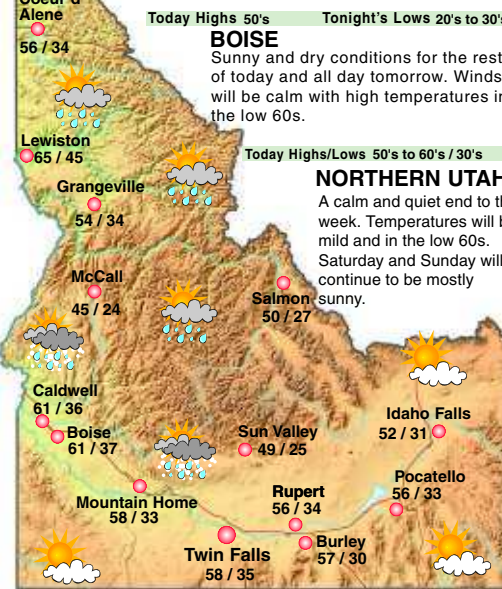 Alene
56 / 34
Today Highs 50's Tonight's Lows 20's to 30's
BOISE
Sunny and dry conditions for the rest
of today and all day tomorrow. Winds
will be calm with high temperatures in
the low 60s.
Lewiston
65 / 45
Today Highs/Lows 50's to 60's / 30's
NORTHERN UTAH
A calm and quiet end to the
week. Temperatures will be
mild and in the low 60s.
Saturday and Sunday will
continue to be mostly
sunny.
Grangeville
54 / 34
McCall
45 / 24
Salmon
50 / 27
Caldwell
61 / 36
Boise
61 / 37
Sun Valley
49 / 25
Idaho Falls
52 / 31
Mountain Home
58 / 33
Rupert
56 / 34
Pocatello
56 / 33
Twin Falls
58 / 35
Burley
57 / 30